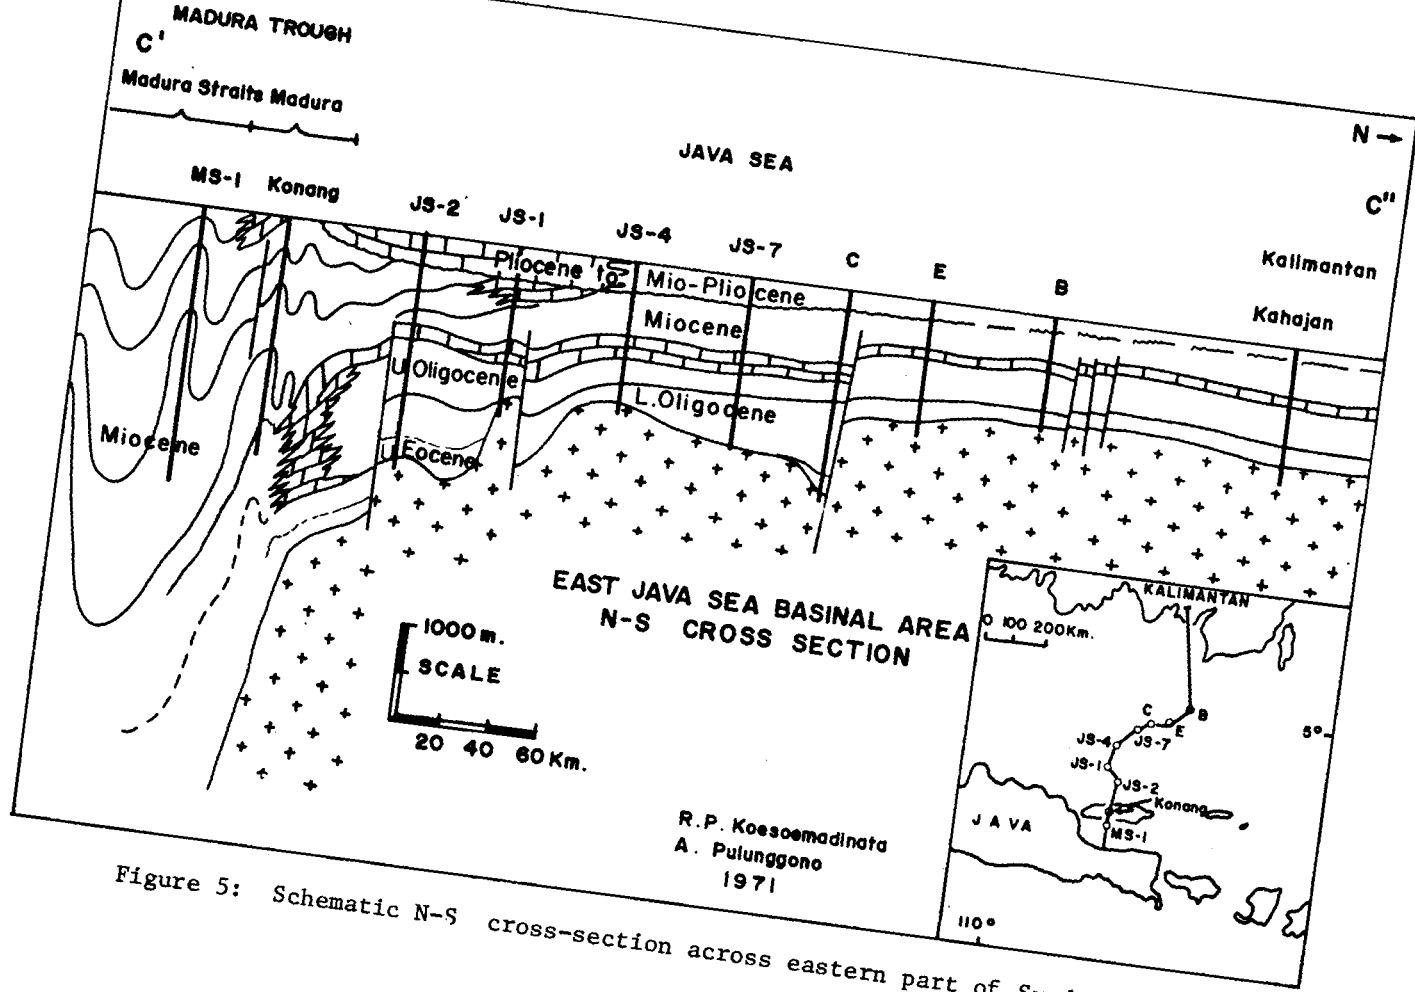 MADURA TROUGH
C'
Madura Straits Madura
JAVA SEA
N
C"
MS-1 Konang JS-2 JS-1 JS-4 JS-7 C E B
Kalimantan
Kahajan
Pliocene to
Mio-Pliocene
Miocene
U Oligocene
L.Oligocene
Miocene
U Eocene
EAST JAVA SEA BASINAL AREA
N-S CROSS SECTION
1000 m.
SCALE
20 40 60 Km.
R.P. Koesoemadinata
A. Pulunggono
1971
KALIMANTAN
0 100 200Km.
C B
E
5°
JS-4 JS-7
JS-1
JS-2
Konang
JAVA
MS-1
110°
Figure 5: Schematic N-S cross-section across eastern part of